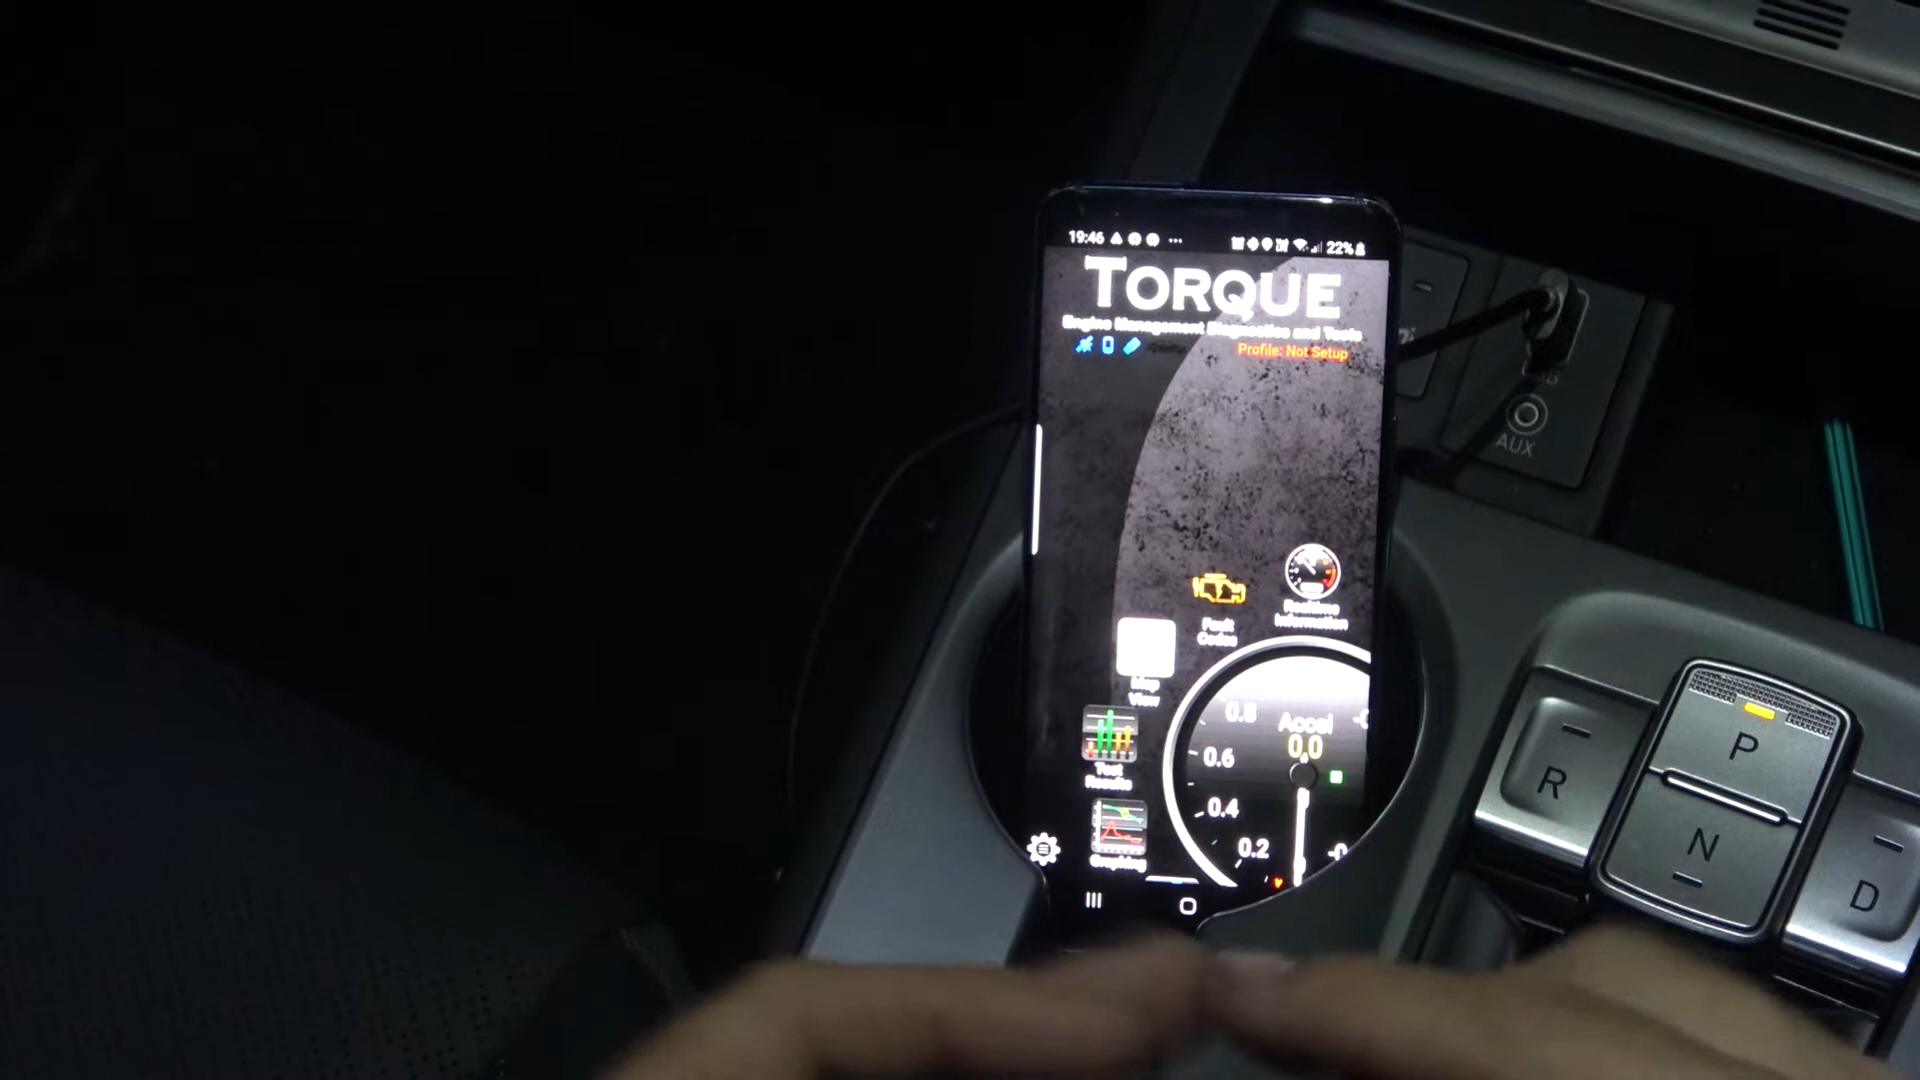 19:46
22%
TORQUE
Engine Management Diagnostics and Tools
Profile: Not Setup
AUX
Realtime
Information
Fault
Codes
Map
View
Test
Results
Graphing
Accel
0.0
0.8
0.6
0.4
0.2
P
R
N
D